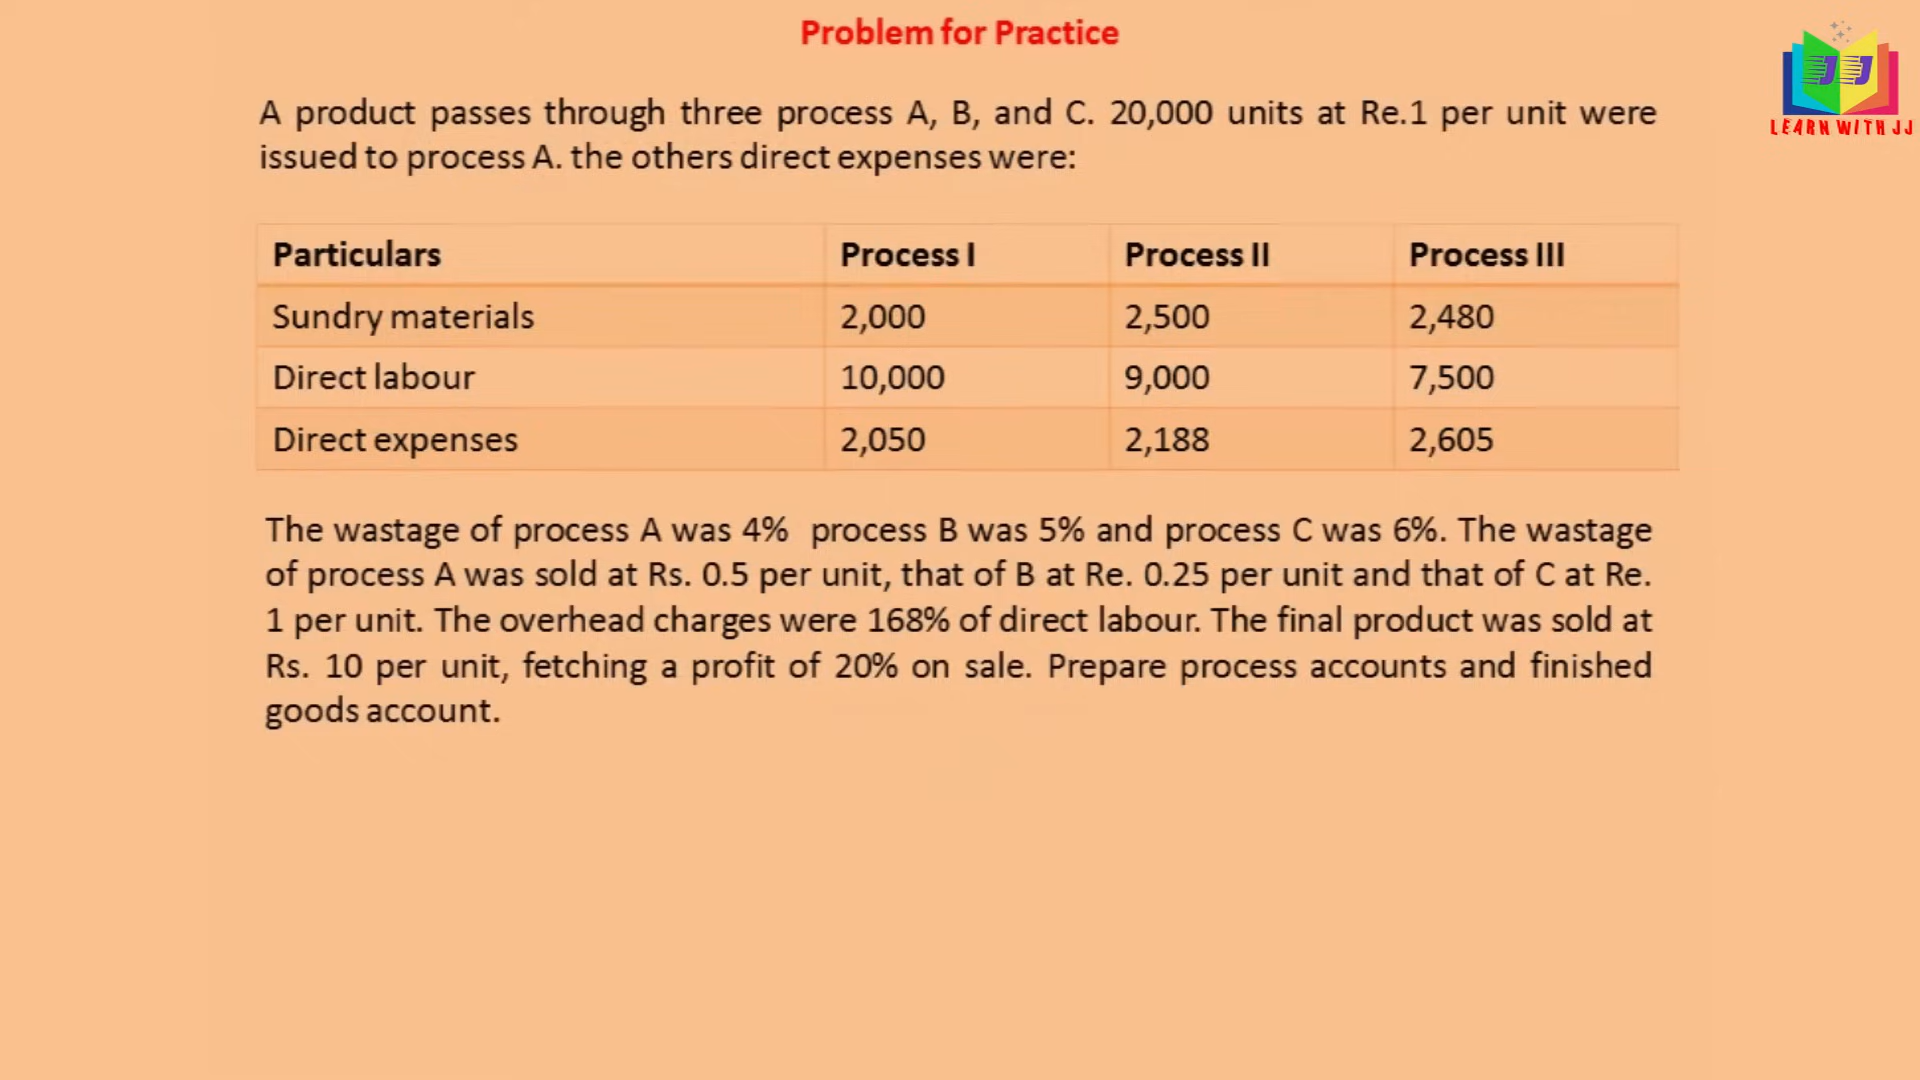 Problem for Practice
A product passes through three process A, B, and C. 20,000 units at Re.1 per unit were
issued to process A. the others direct expenses were:
Particulars Process I Process II Process III
Sundry materials 2,000 2,500 2,480
Direct labour 10,000 9,000 7,500
Direct expenses 2,050 2,188 2,605
The wastage of process A was 4% process B was 5% and process C was 6%. The wastage
of process A was sold at Rs. 0.5 per unit, that of B at Re. 0.25 per unit and that of C at Re.
1 per unit. The overhead charges were 168% of direct labour. The final product was sold at
Rs. 10 per unit, fetching a profit of 20% on sale. Prepare process accounts and finished
goods account.
JJ
LEARN WITH JJ